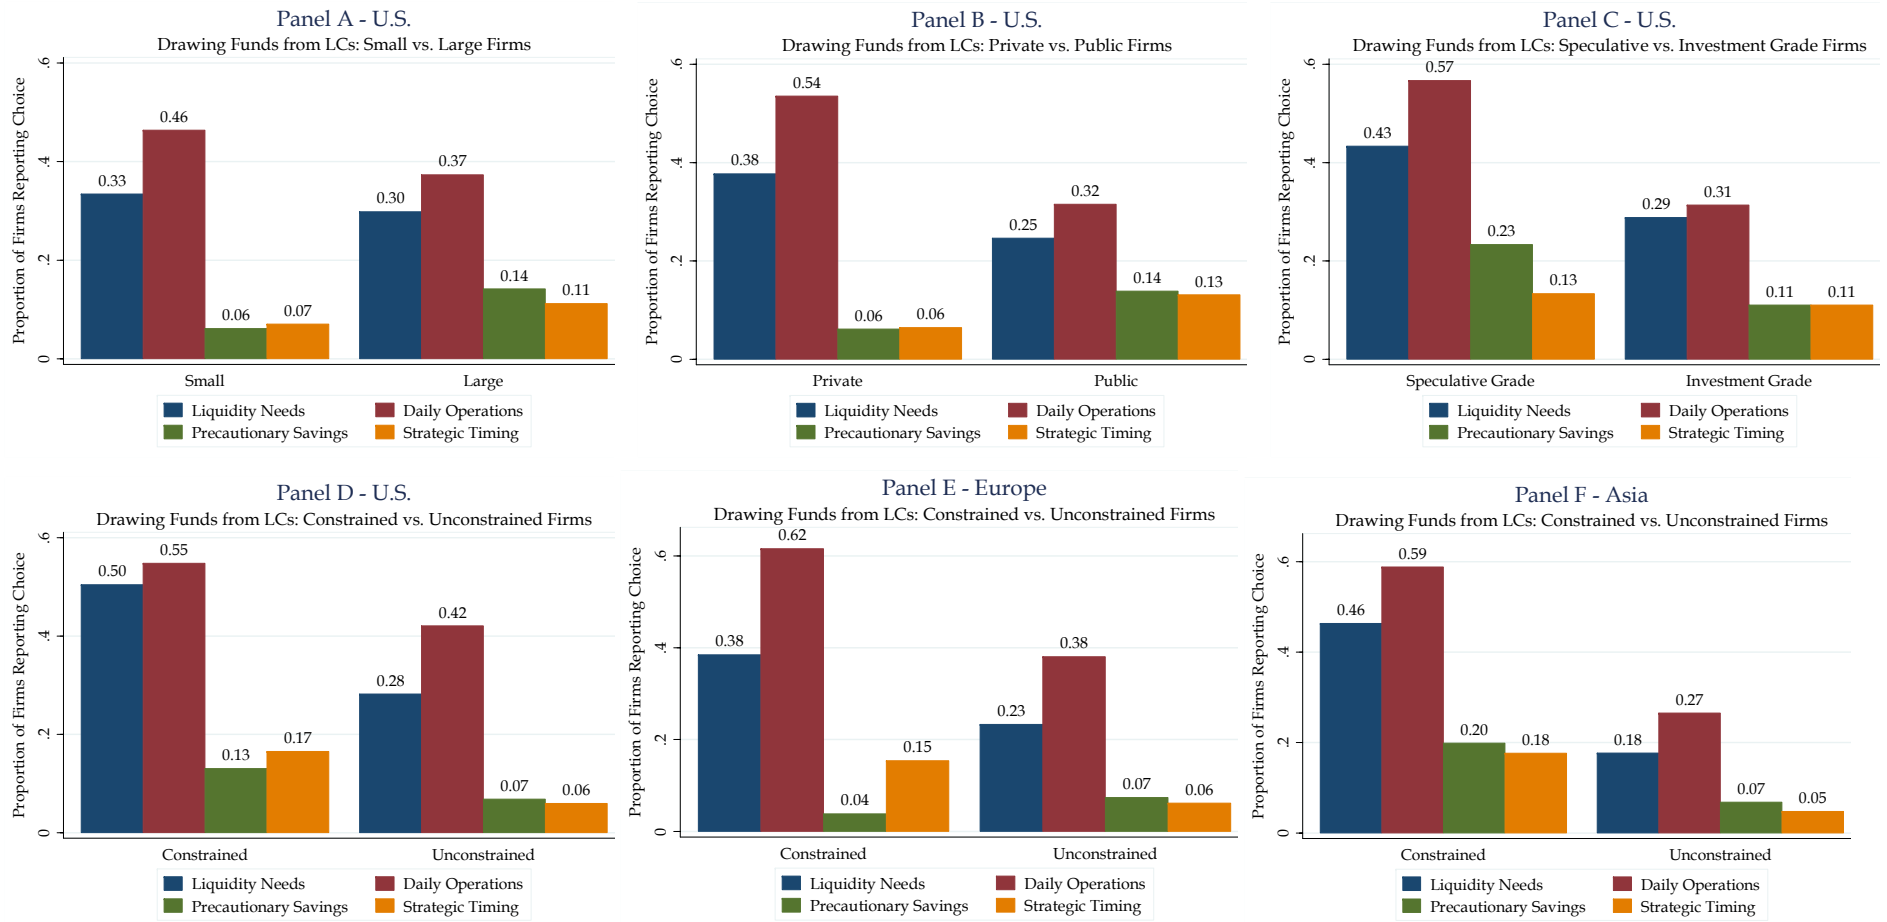 Panel A - U.S.
Drawing Funds from LCs: Small vs. Large Firms
Proportion of Firms Reporting Choice
.6
.4
.2
0
0.33
0.46
0.06
0.07
0.30
0.37
0.14
0.11
Small
Large
Liquidity Needs
Daily Operations
Precautionary Savings
Strategic Timing
Panel B - U.S.
Drawing Funds from LCs: Private vs. Public Firms
Proportion of Firms Reporting Choice
.6
.4
.2
0
0.38
0.54
0.06
0.06
0.25
0.32
0.14
0.13
Private
Public
Liquidity Needs
Daily Operations
Precautionary Savings
Strategic Timing
Panel C - U.S.
Drawing Funds from LCs: Speculative vs. Investment Grade Firms
Proportion of Firms Reporting Choice
.6
.4
.2
0
0.43
0.57
0.23
0.13
0.29
0.31
0.11
0.11
Speculative Grade
Investment Grade
Liquidity Needs
Daily Operations
Precautionary Savings
Strategic Timing
Panel D - U.S.
Drawing Funds from LCs: Constrained vs. Unconstrained Firms
Proportion of Firms Reporting Choice
.6
.4
.2
0
0.50
0.55
0.13
0.17
0.28
0.42
0.07
0.06
Constrained
Unconstrained
Liquidity Needs
Daily Operations
Precautionary Savings
Strategic Timing
Panel E - Europe
Drawing Funds from LCs: Constrained vs. Unconstrained Firms
Proportion of Firms Reporting Choice
.6
.4
.2
0
0.38
0.62
0.04
0.15
0.23
0.38
0.07
0.06
Constrained
Unconstrained
Liquidity Needs
Daily Operations
Precautionary Savings
Strategic Timing
Panel F - Asia
Drawing Funds from LCs: Constrained vs. Unconstrained Firms
Proportion of Firms Reporting Choice
.6
.4
.2
0
0.46
0.59
0.20
0.18
0.18
0.27
0.07
0.05
Constrained
Unconstrained
Liquidity Needs
Daily Operations
Precautionary Savings
Strategic Timing